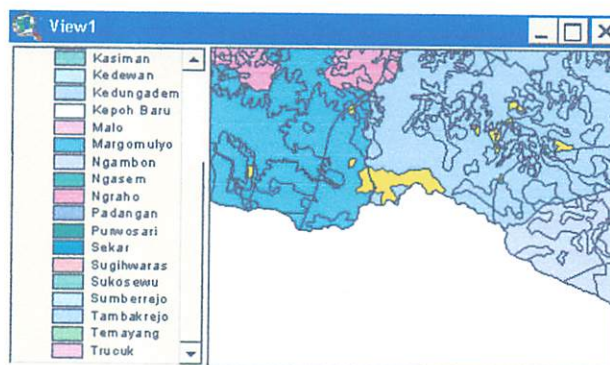 View1
Kasiman
Kedewan
Kedungadem
Kepoh Baru
Malo
Margomulyo
Ngambon
Ngasem
Ngraho
Padangan
Purwosari
Sekar
Sugihwaras
Sukosewu
Sumberrejo
Tambakrejo
Temayang
Trucuk